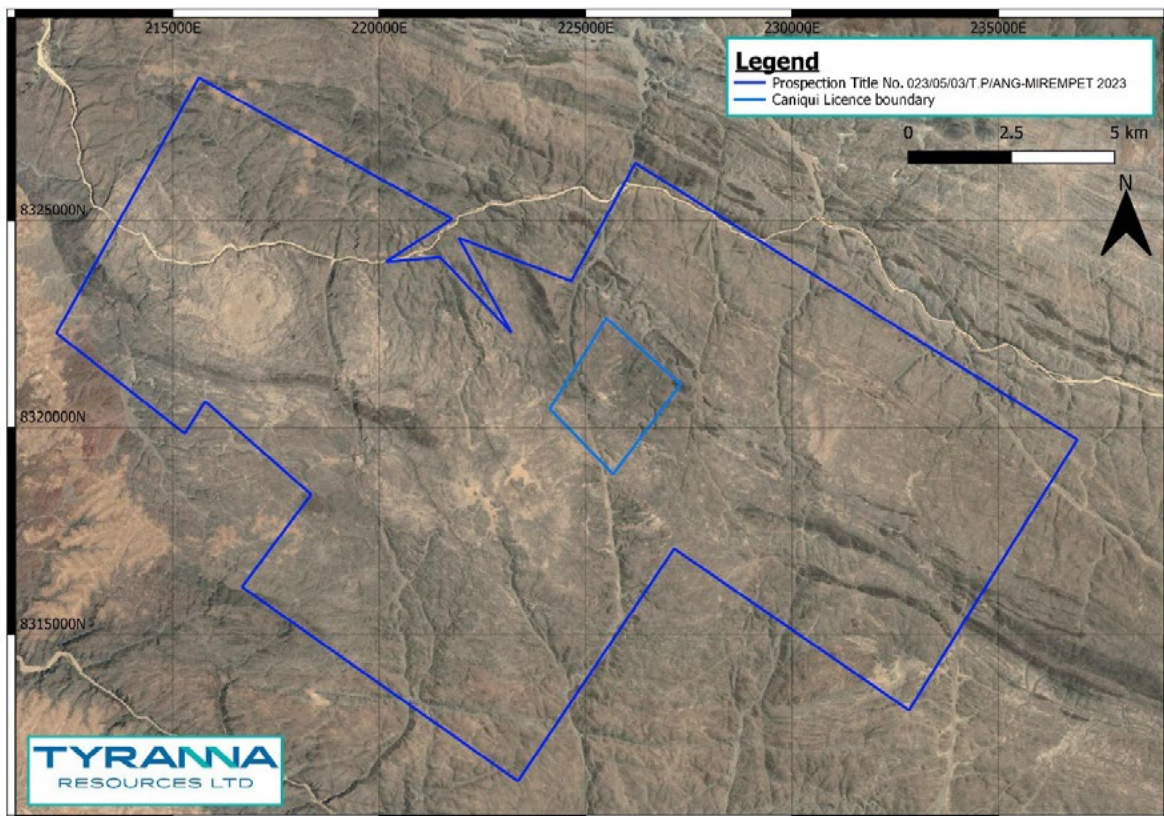 215000E
220000E
225000E
230000E
235000E
Legend
Prospection Title No. 023/05/03/T.P/ANG-MIREMPET 2023
Caniqui Licence boundary
0 2.5 5 km
N
8325000N
8320000N
8315000N
TYRANNA
RESOURCES LTD